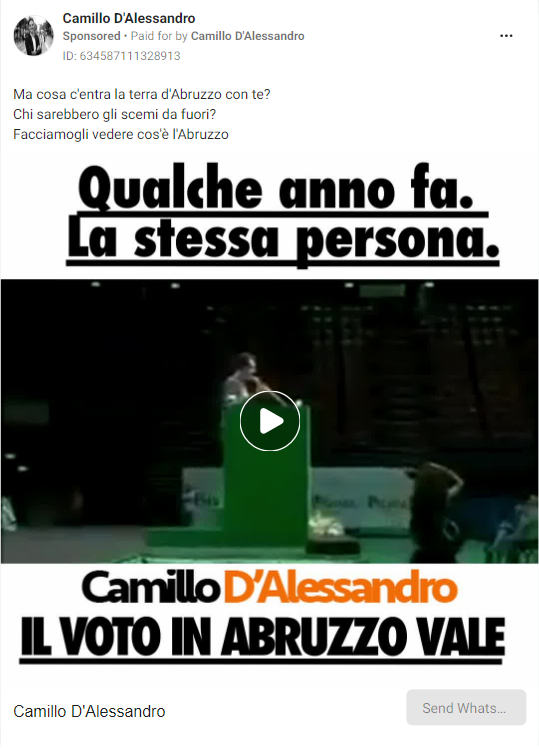 Camillo D'Alessandro
Sponsored • Paid for by Camillo D'Alessandro
ID: 634587111328913
Ma cosa c'entra la terra d'Abruzzo con te?
Chi sarebbero gli scemi da fuori?
Facciamogli vedere cos'è l'Abruzzo
Qualche anno fa.
La stessa persona.
Camillo D'Alessandro
IL VOTO IN ABRUZZO VALE
Camillo D'Alessandro
Send Whats...